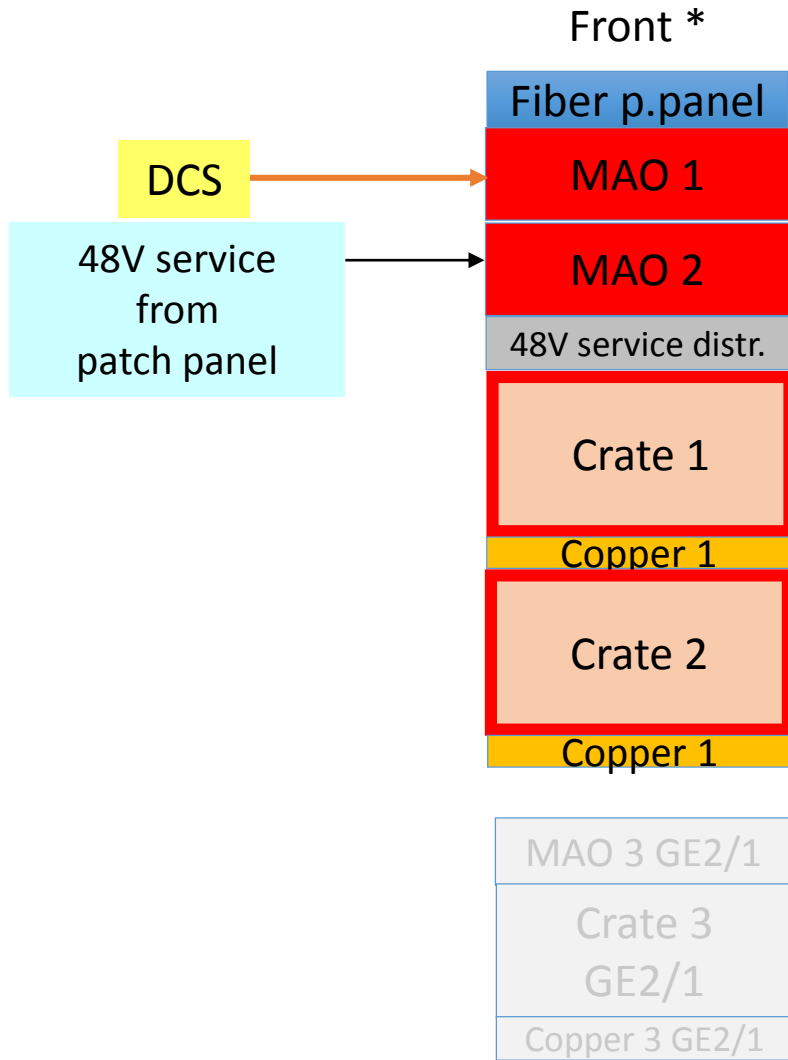 Front *
Fiber p.panel
DCS
MAO 1
48V service
from
patch panel
MAO 2
48V service distr.
Crate 1
Copper 1
Crate 2
Copper 1
MAO 3 GE2/1
Crate 3
GE2/1
Copper 3 GE2/1